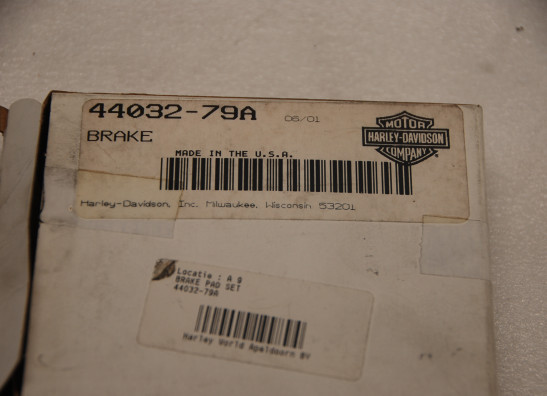 44032-79A 06/01
BRAKE
MOTOR
HARLEY-DAVIDSON
COMPANY
MADE IN THE U.S.A.
Harley-Davidson, Inc. Milwaukee, Wisconsin 53201
Locatie : A 9
BRAKE PAD SET
44032-79A
Harley World Apeldoorn BV